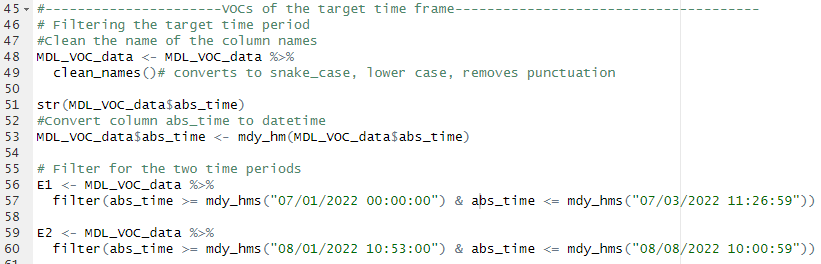 45 #----------------------VOCs of the target time frame--------------------------------------
46 # Filtering the target time period
47 #Clean the name of the column names
48 MDL_VOC_data <- MDL_VOC_data %>%
49   clean_names()# converts to snake_case, lower case, removes punctuation
50
51 str(MDL_VOC_data$abs_time)
52 #Convert column abs_time to datetime
53 MDL_VOC_data$abs_time <- mdy_hm(MDL_VOC_data$abs_time)
54
55 # Filter for the two time periods
56 E1 <- MDL_VOC_data %>%
57   filter(abs_time >= mdy_hms("07/01/2022 00:00:00") & abs_time <= mdy_hms("07/03/2022 11:26:59"))
58
59 E2 <- MDL_VOC_data %>%
60   filter(abs_time >= mdy_hms("08/01/2022 10:53:00") & abs_time <= mdy_hms("08/08/2022 10:00:59"))